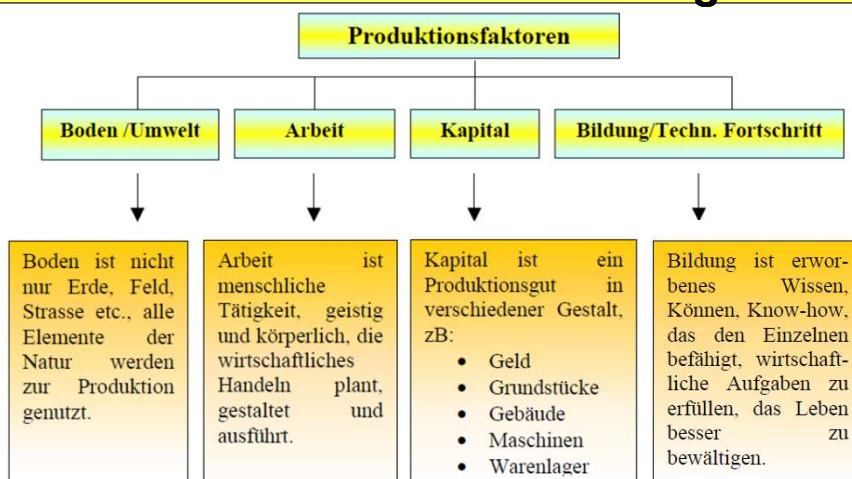 Produktionsfaktoren
Boden /Umwelt
Arbeit
Kapital
Bildung/Techn. Fortschritt
Boden ist nicht
nur Erde, Feld,
Strasse etc., alle
Elemente der
Natur werden
zur Produktion
genutzt.
Arbeit ist
menschliche
Tätigkeit, geistig
und körperlich, die
wirtschaftliches
Handeln plant,
gestaltet und
ausführt.
Kapital ist ein
Produktionsgut in
verschiedener Gestalt,
zB:
• Geld
• Grundstücke
• Gebäude
• Maschinen
• Warenlager
Bildung ist erwor-
benes Wissen,
Können, Know-how,
das den Einzelnen
befähigt, wirtschaft-
liche Aufgaben zu
erfüllen, das Leben
besser zu
bewältigen.